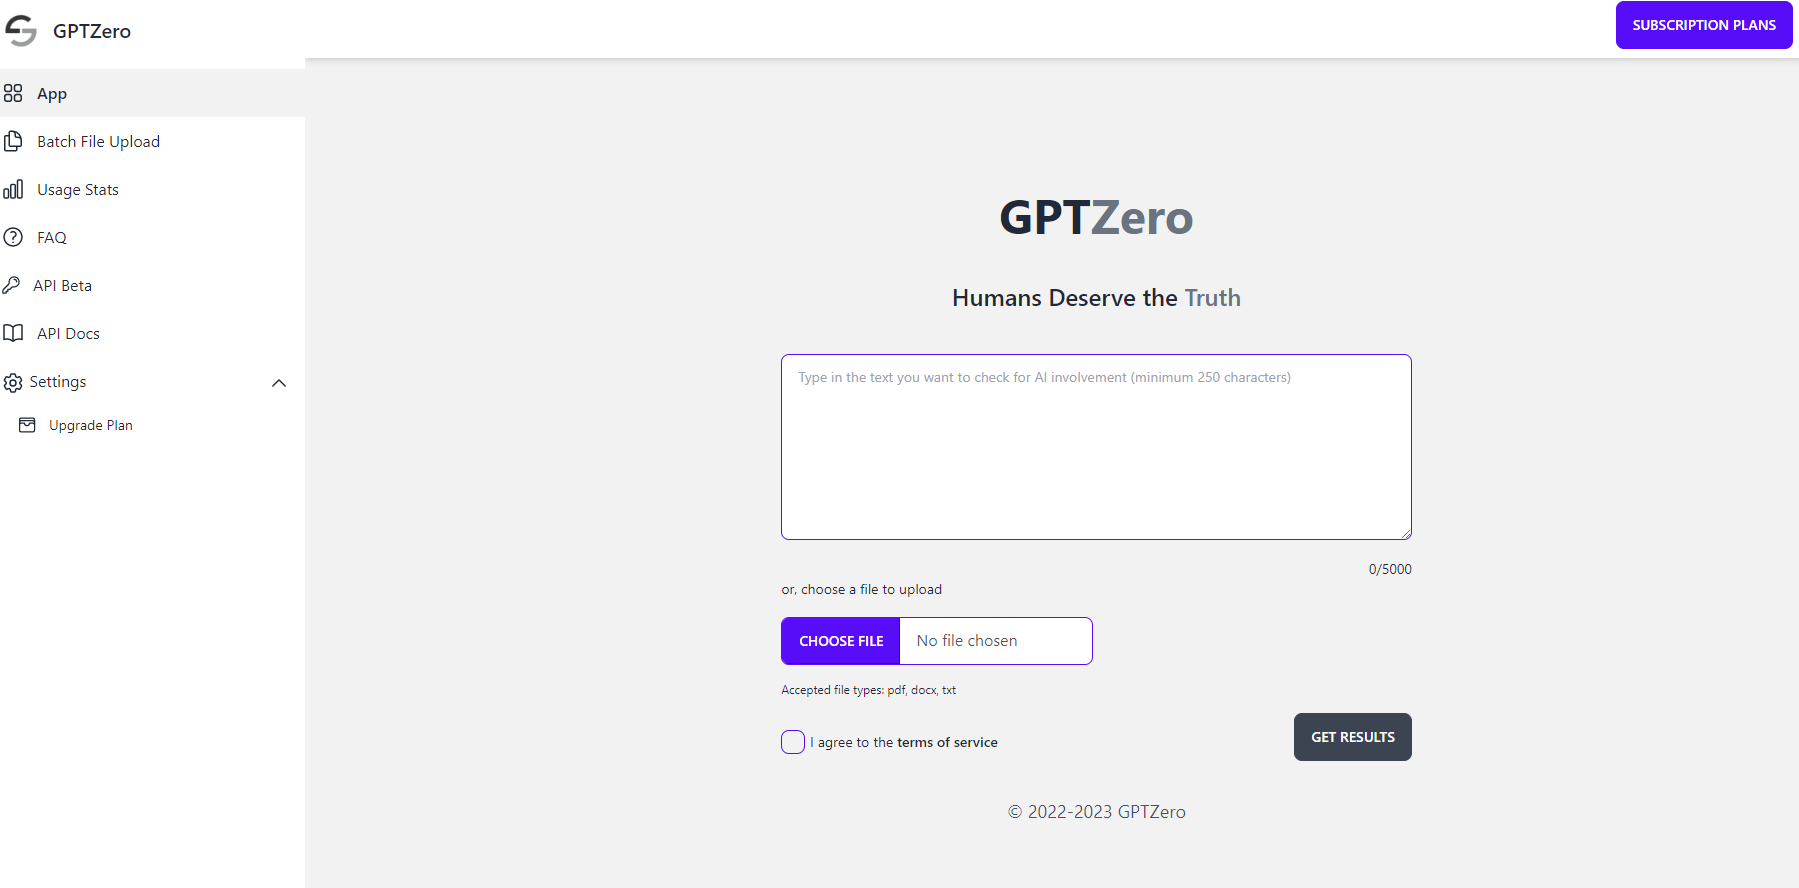 GPTZero
SUBSCRIPTION PLANS
App
Batch File Upload
Usage Stats
FAQ
API Beta
API Docs
Settings
Upgrade Plan
GPTZero
Humans Deserve the Truth
Type in the text you want to check for AI involvement (minimum 250 characters)
0/5000
or, choose a file to upload
CHOOSE FILE No file chosen
Accepted file types: pdf, docx, txt
I agree to the terms of service
GET RESULTS
© 2022-2023 GPTZero